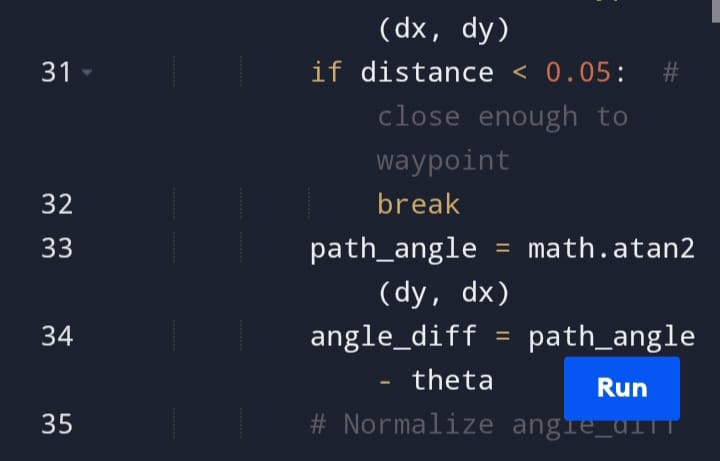 (dx, dy)
31 if distance < 0.05: #
close enough to
waypoint
32 break
33 path_angle = math.atan2
(dy, dx)
34 angle_diff = path_angle
- theta
Run
35 # Normalize angle_diff